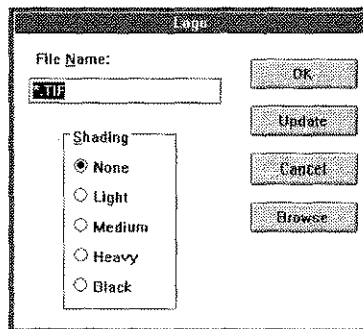 Logo
File Name:
*.TIF
OK
Update
Cancel
Browse
Shading
None
Light
Medium
Heavy
Black